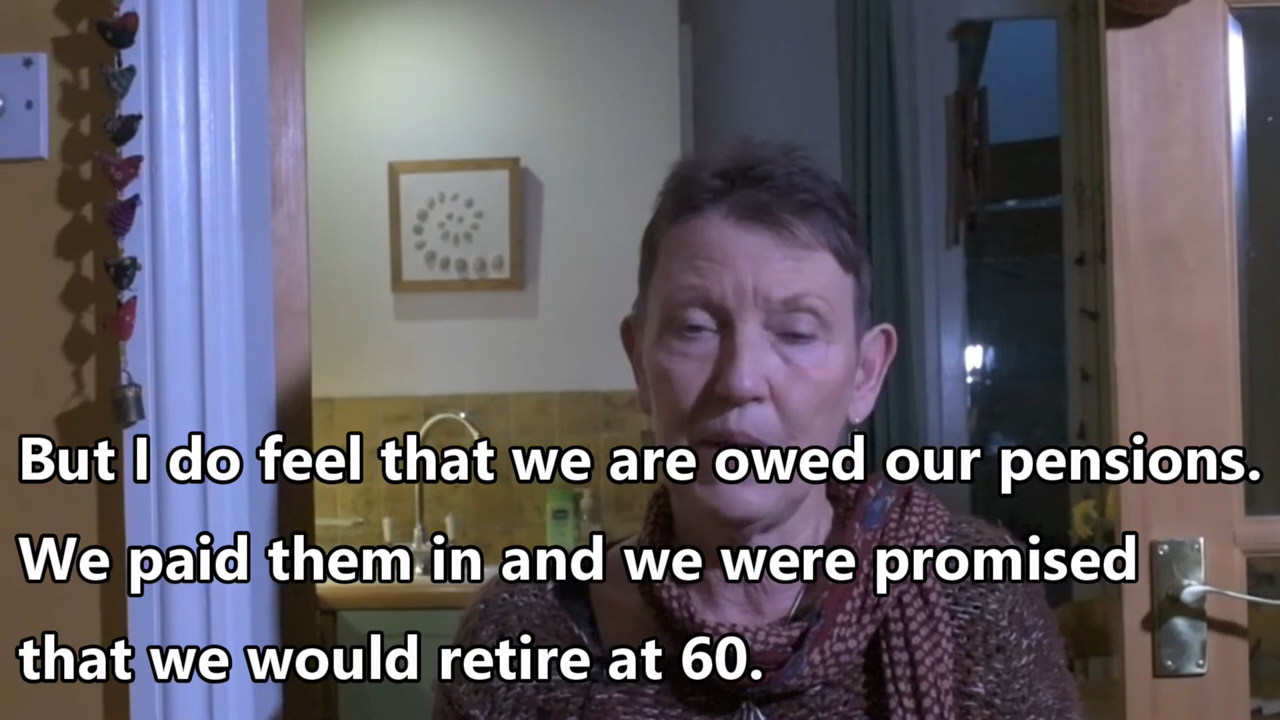 But I do feel that we are owed our pensions.
We paid them in and we were promised
that we would retire at 60.